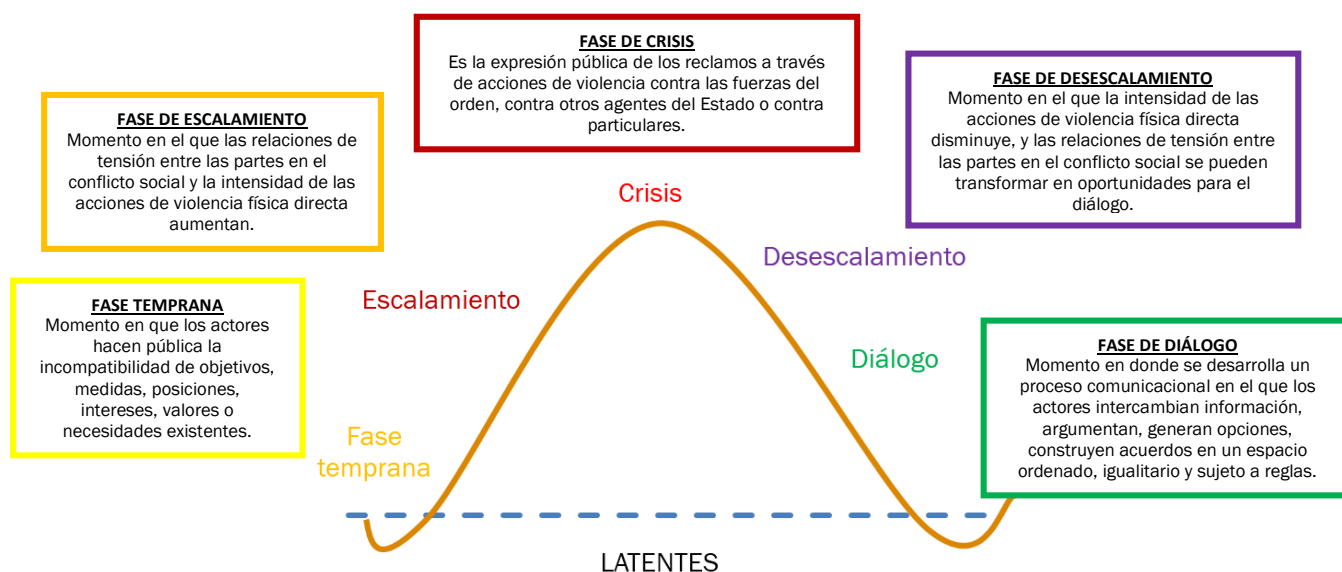 FASE DE CRISIS
Es la expresión pública de los reclamos a través
de acciones de violencia contra las fuerzas del
orden, contra otros agentes del Estado o contra
particulares.
FASE DE DESESCALAMIENTO
Momento en el que la intensidad de las
acciones de violencia física directa
disminuye, y las relaciones de tensión entre
las partes en el conflicto social se pueden
transformar en oportunidades para el
diálogo.
FASE DE ESCALAMIENTO
Momento en el que las relaciones de
tensión entre las partes en el
conflicto social y la intensidad de las
acciones de violencia física directa
aumentan.
Crisis
Desescalamiento
Escalamiento
FASE TEMPRANA
Momento en que los actores
hacen pública la
incompatibilidad de objetivos,
medidas, posiciones,
intereses, valores o
necesidades existentes.
Diálogo
FASE DE DIÁLOGO
Momento en donde se desarrolla un
proceso comunicacional en el que los
actores intercambian información,
argumentan, generan opciones,
construyen acuerdos en un espacio
ordenado, igualitario y sujeto a reglas.
Fase
temprana
LATENTES